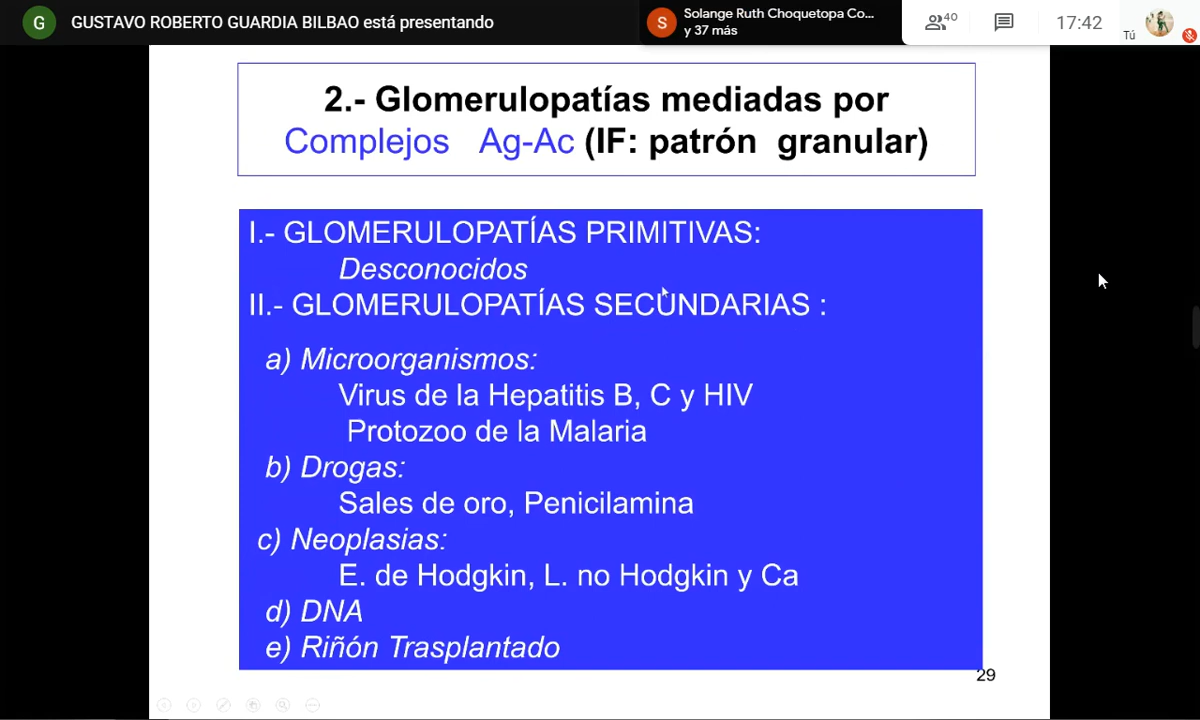 G GUSTAVO ROBERTO GUARDIA BILBAO está presentando
S Solange Ruth Choquetopa Co...
y 37 más
40
17:42
Tú
2.- Glomerulopatías mediadas por
Complejos Ag-Ac (IF: patrón granular)
I.- GLOMERULOPATÍAS PRIMITIVAS:
Desconocidos
II.- GLOMERULOPATÍAS SECUNDARIAS :
a) Microorganismos:
Virus de la Hepatitis B, C y HIV
Protozoo de la Malaria
b) Drogas:
Sales de oro, Penicilamina
c) Neoplasias:
E. de Hodgkin, L. no Hodgkin y Ca
d) DNA
e) Riñón Trasplantado
29